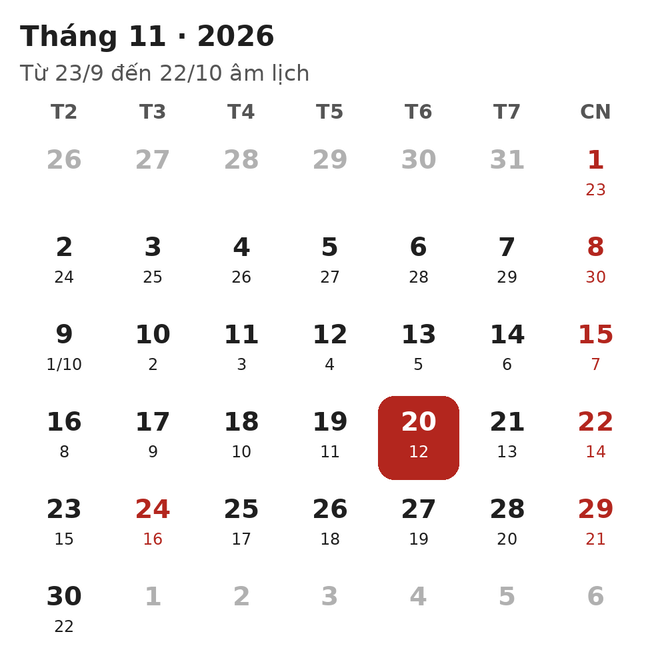 Tháng 11 · 2026
Từ 23/9 đến 22/10 âm lịch
T2 T3 T4 T5 T6 T7 CN
26 27 28 29 30 31 1
23
2 3 4 5 6 7 8
24 25 26 27 28 29 30
9 10 11 12 13 14 15
1/10 2 3 4 5 6 7
16 17 18 19 20 21 22
8 9 10 11 12 13 14
23 24 25 26 27 28 29
15 16 17 18 19 20 21
30 1 2 3 4 5 6
22